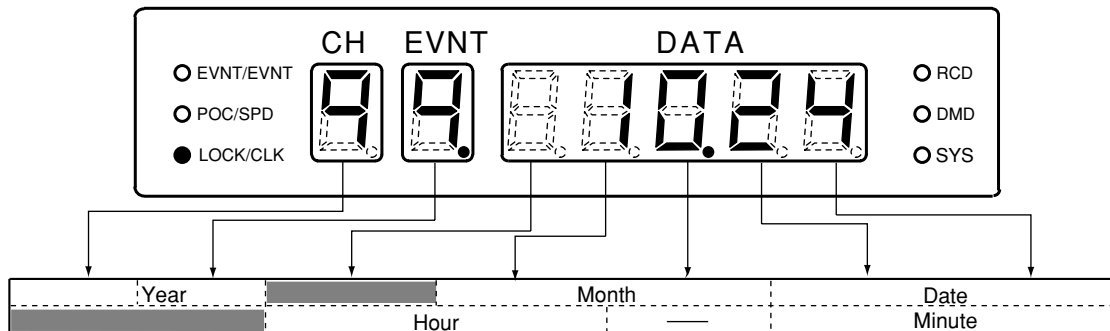 CH EVNT DATA
EVNT/EVNT
POC/SPD
LOCK/CLK
9 9. 10.24
RCD
DMD
SYS
Year Month Date
Hour — Minute